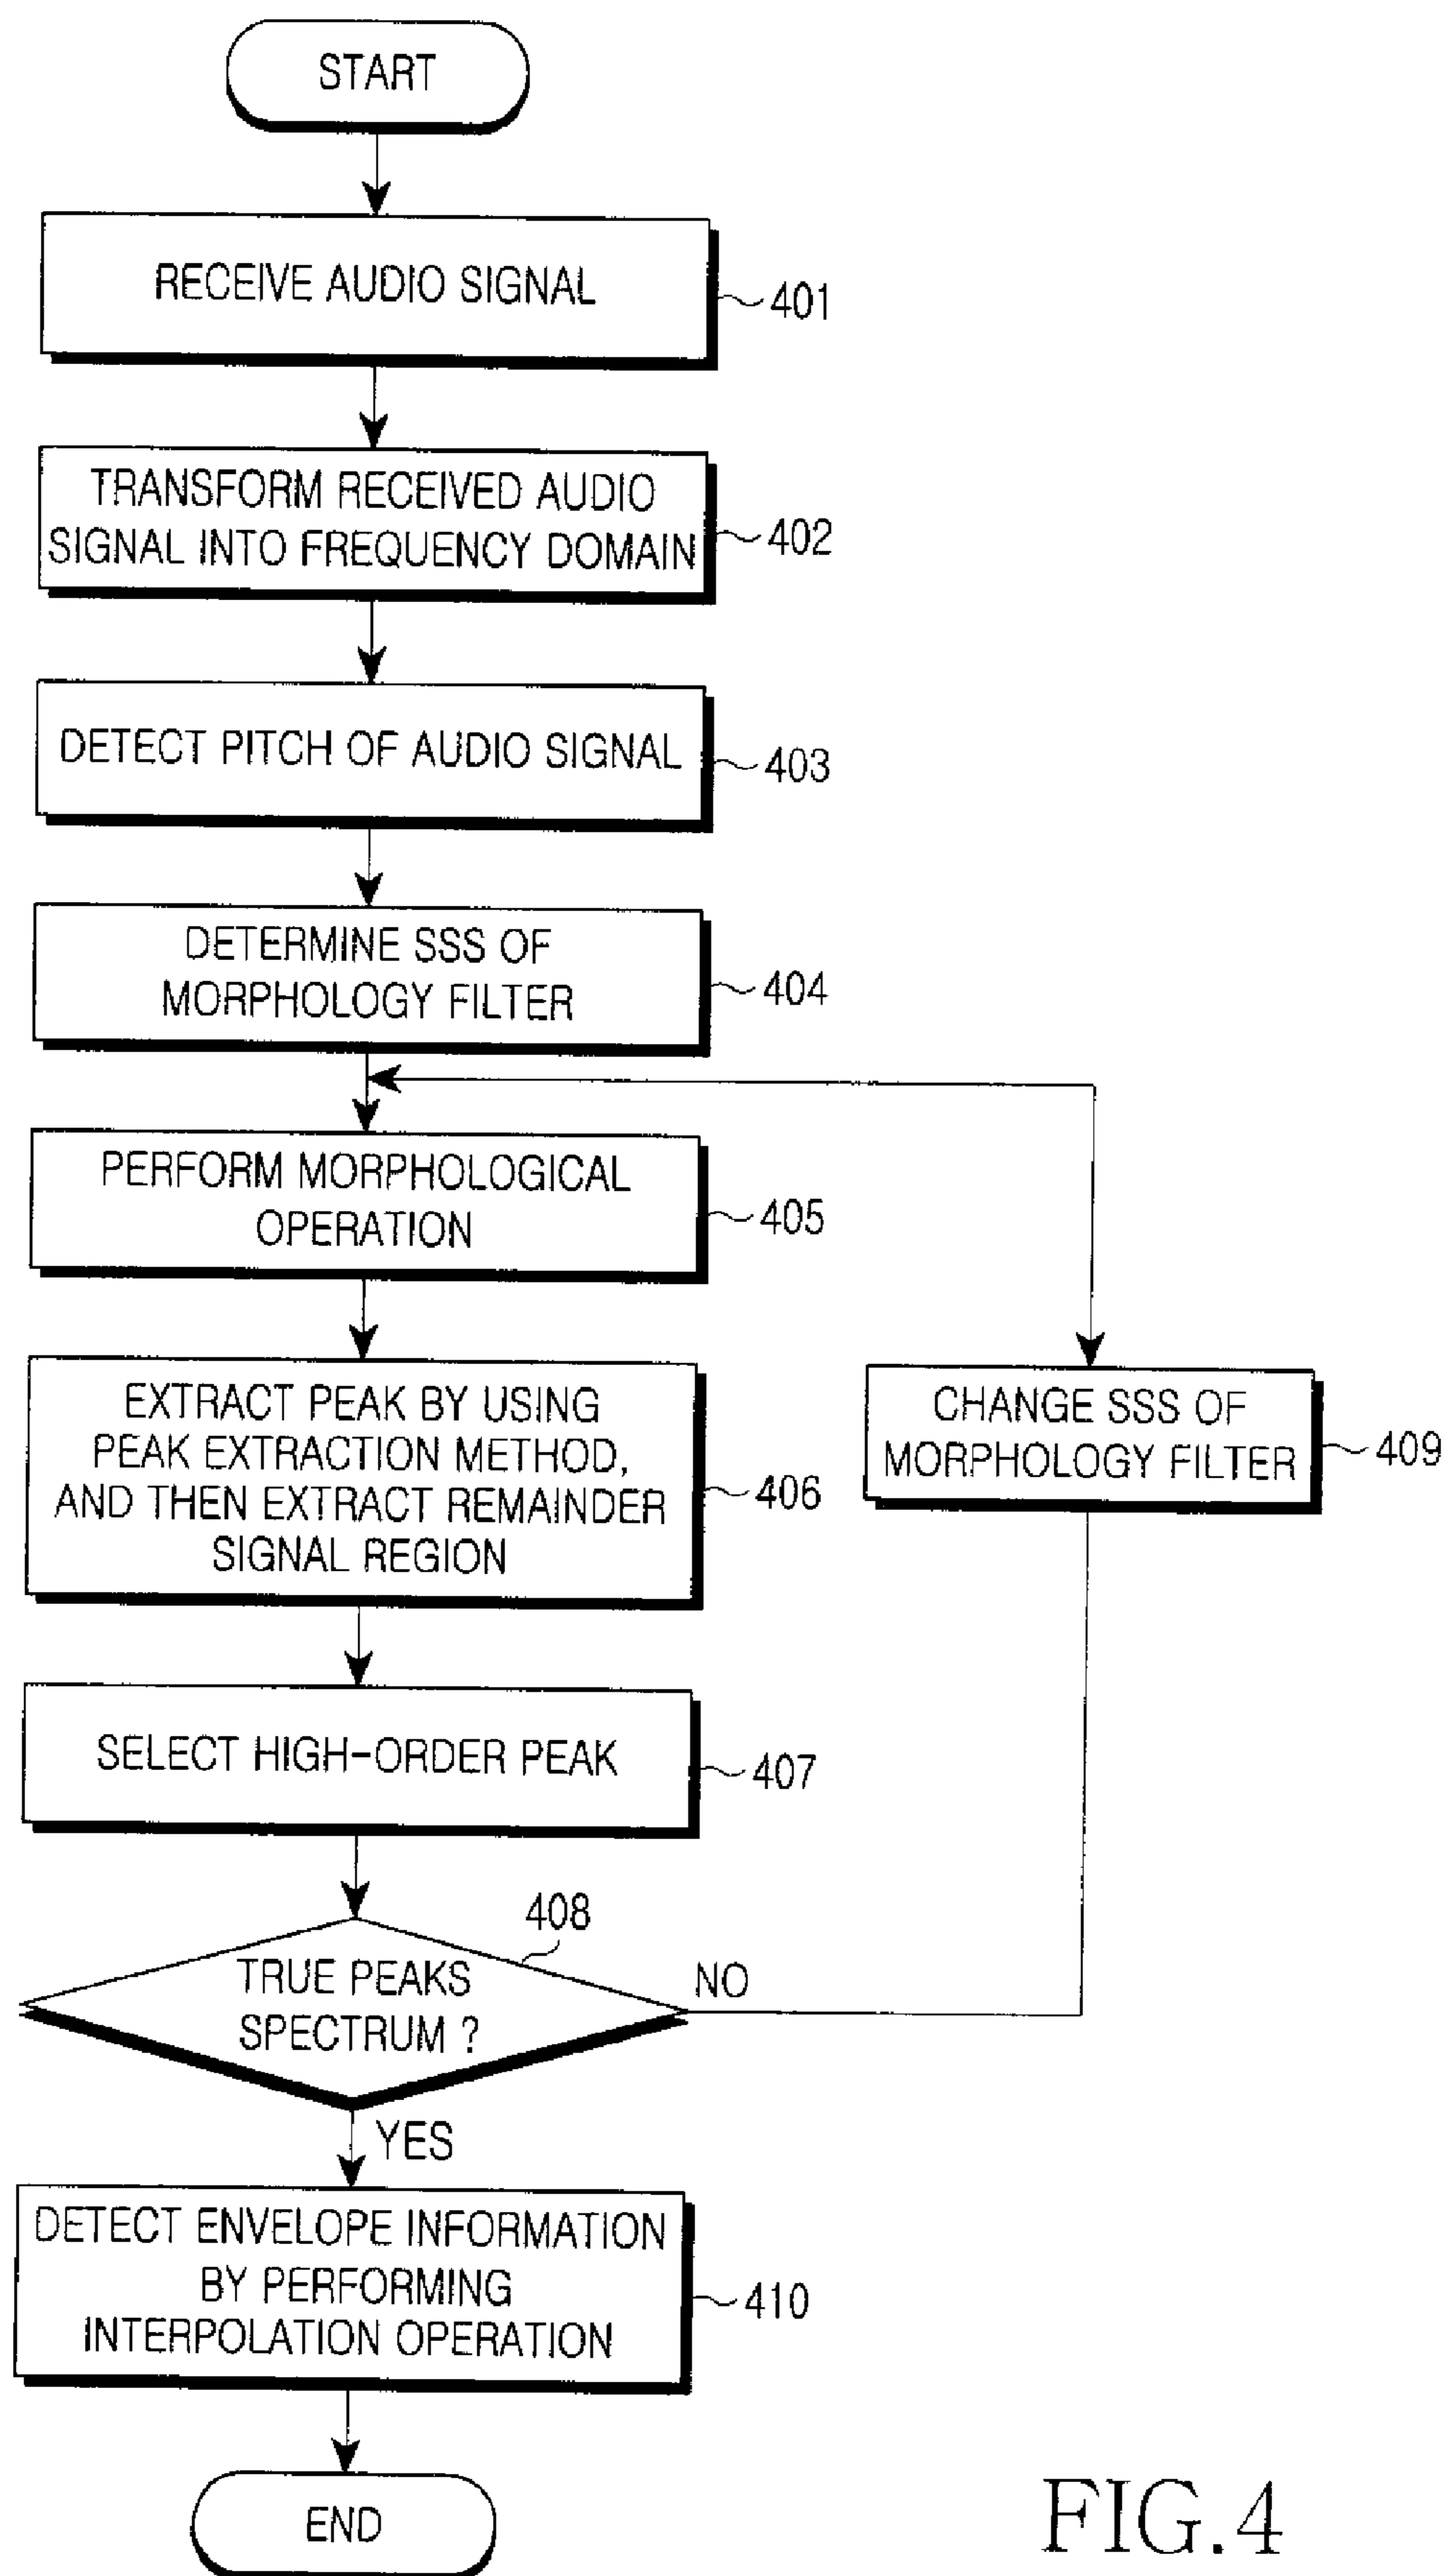 START
RECEIVE AUDIO SIGNAL
401
TRANSFORM RECEIVED AUDIO
SIGNAL INTO FREQUENCY DOMAIN
402
DETECT PITCH OF AUDIO SIGNAL
403
DETERMINE SSS OF
MORPHOLOGY FILTER
404
PERFORM MORPHOLOGICAL
OPERATION
405
EXTRACT PEAK BY USING
PEAK EXTRACTION METHOD,
AND THEN EXTRACT REMAINDER
SIGNAL REGION
406
CHANGE SSS OF
MORPHOLOGY FILTER
409
SELECT HIGH-ORDER PEAK
407
408
TRUE PEAKS
SPECTRUM ?
NO
YES
DETECT ENVELOPE INFORMATION
BY PERFORMING
INTERPOLATION OPERATION
410
END
FIG.4